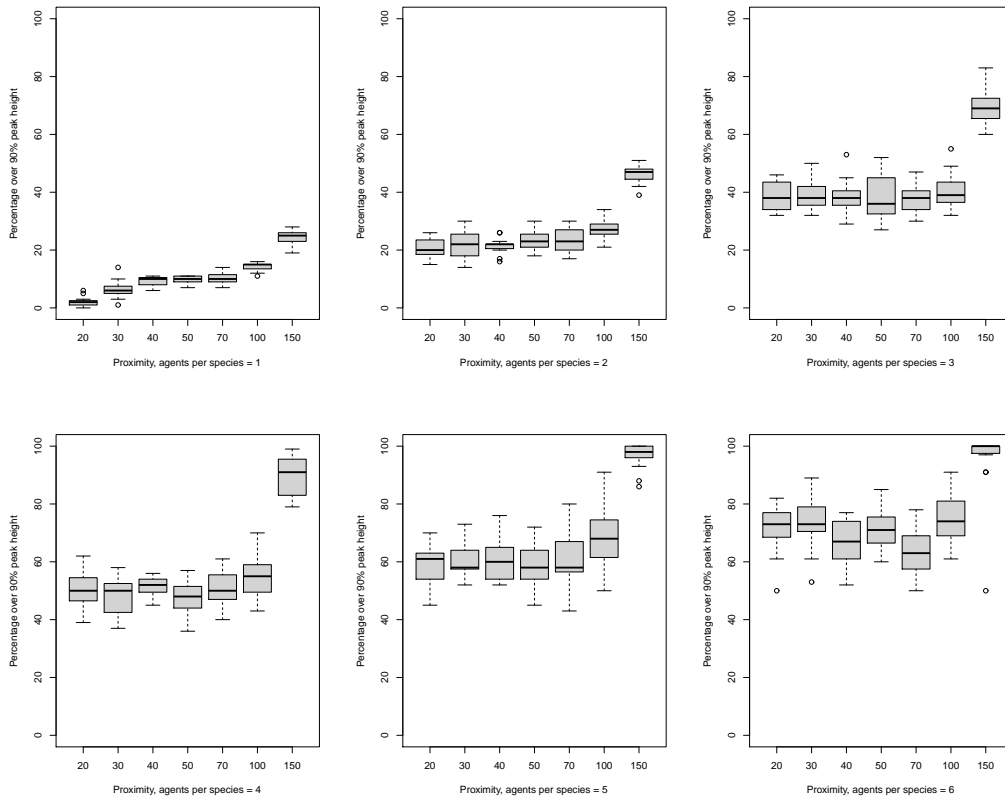 Percentage over 90% peak height
100
80
60
40
20
0
20 30 40 50 70 100 150
Proximity, agents per species = 1
Percentage over 90% peak height
100
80
60
40
20
0
20 30 40 50 70 100 150
Proximity, agents per species = 2
Percentage over 90% peak height
100
80
60
40
20
0
20 30 40 50 70 100 150
Proximity, agents per species = 3
Percentage over 90% peak height
100
80
60
40
20
0
20 30 40 50 70 100 150
Proximity, agents per species = 4
Percentage over 90% peak height
100
80
60
40
20
0
20 30 40 50 70 100 150
Proximity, agents per species = 5
Percentage over 90% peak height
100
80
60
40
20
0
20 30 40 50 70 100 150
Proximity, agents per species = 6